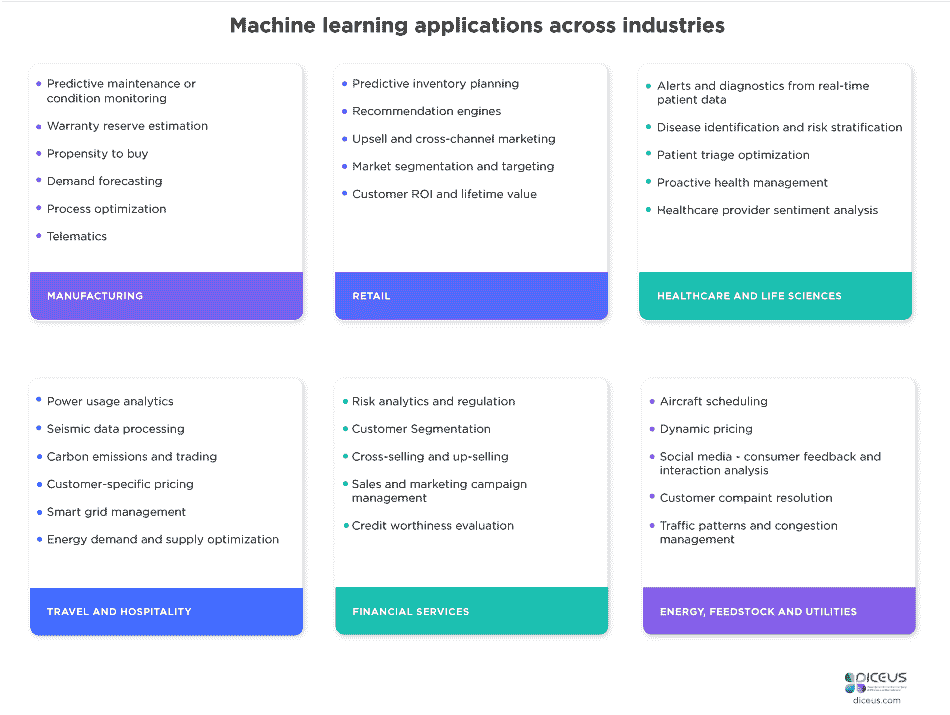 Machine learning applications across industries
Predictive maintenance or
condition monitoring
Warranty reserve estimation
Propensity to buy
Demand forecasting
Process optimization
Telematics
MANUFACTURING
Predictive inventory planning
Recommendation engines
Upsell and cross-channel marketing
Market segmentation and targeting
Customer ROI and lifetime value
RETAIL
Alerts and diagnostics from real-time
patient data
Disease identification and risk stratification
Patient triage optimization
Proactive health management
Healthcare provider sentiment analysis
HEALTHCARE AND LIFE SCIENCES
Power usage analytics
Seismic data processing
Carbon emissions and trading
Customer-specific pricing
Smart grid management
Energy demand and supply optimization
TRAVEL AND HOSPITALITY
Risk analytics and regulation
Customer Segmentation
Cross-selling and up-selling
Sales and marketing campaign
management
Credit worthiness evaluation
FINANCIAL SERVICES
Aircraft scheduling
Dynamic pricing
Social media - consumer feedback and
interaction analysis
Customer compaint resolution
Traffic patterns and congestion
management
ENERGY, FEEDSTOCK AND UTILITIES
DICEUS
diceus.com